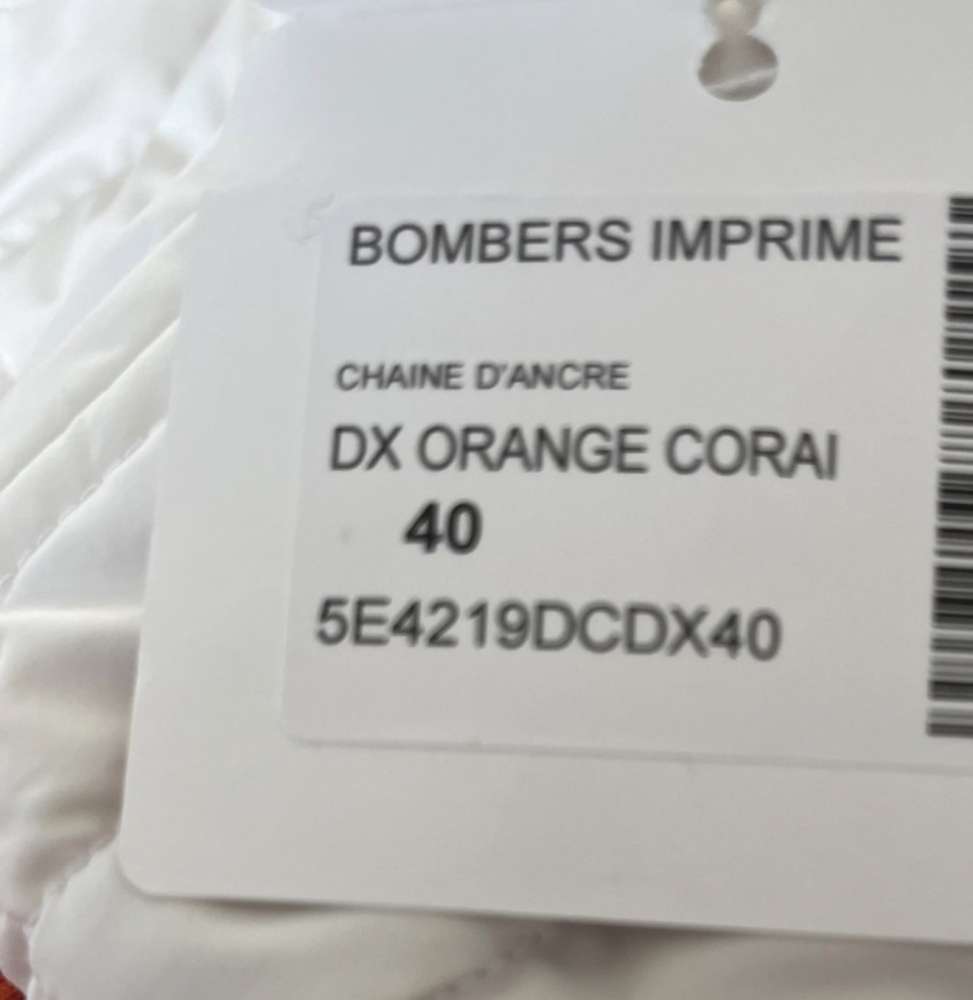 BOMBERS IMPRIME
CHAINE D'ANCRE
DX ORANGE CORAI
40
5E4219DCDX40